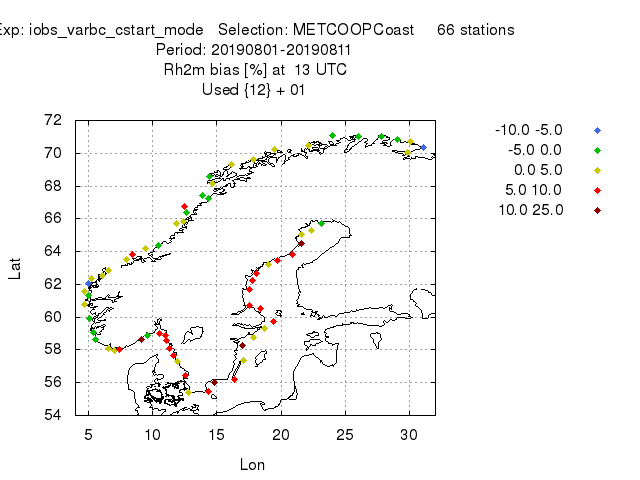 Exp: iobs_varbc_cstart_mode   Selection: METCOOPCoast     66 stations
Period: 20190801-20190811
Rh2m bias [%] at  13 UTC
Used {12} + 01
-10.0 -5.0
-5.0 0.0
0.0 5.0
5.0 10.0
10.0 25.0
72
70
68
66
64
62
60
58
56
54
Lat
5 10 15 20 25 30
Lon